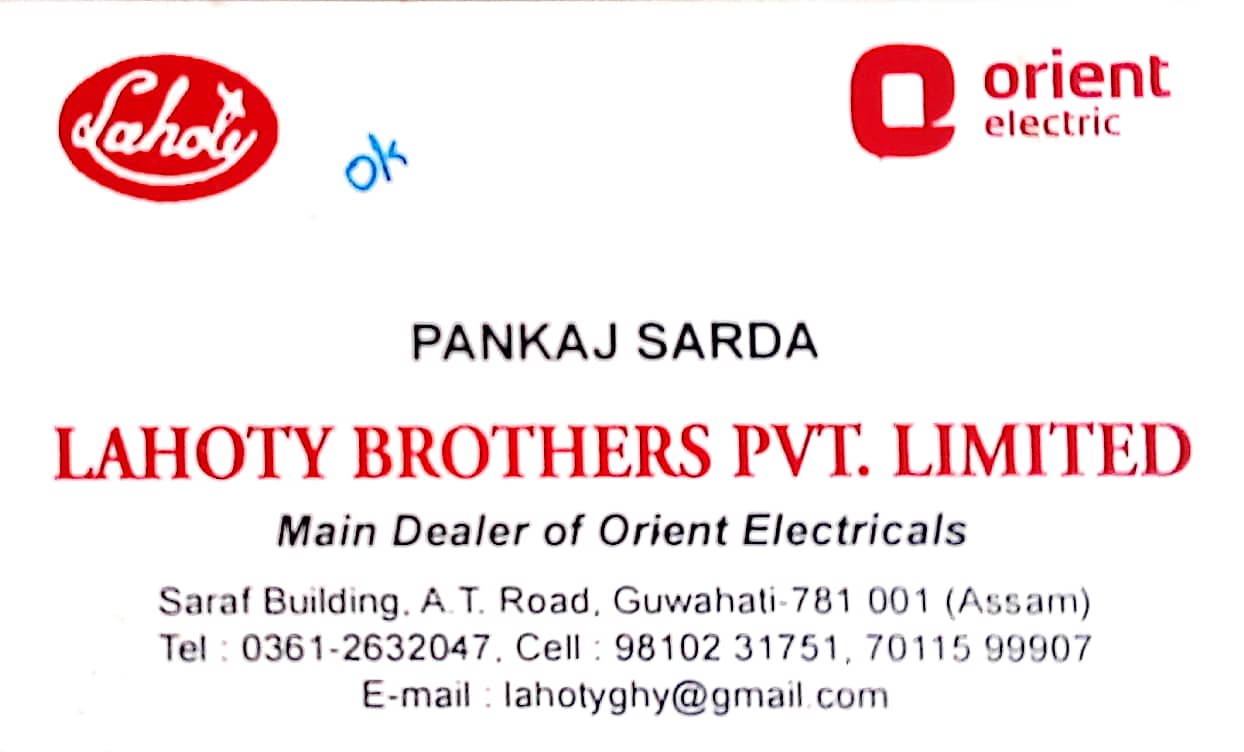 Lahoty
orient
electric
ok
PANKAJ SARDA
LAHOTY BROTHERS PVT. LIMITED
Main Dealer of Orient Electricals
Saraf Building, A.T. Road, Guwahati-781 001 (Assam)
Tel : 0361-2632047, Cell : 98102 31751, 70115 99907
E-mail : lahotyghy@gmail.com